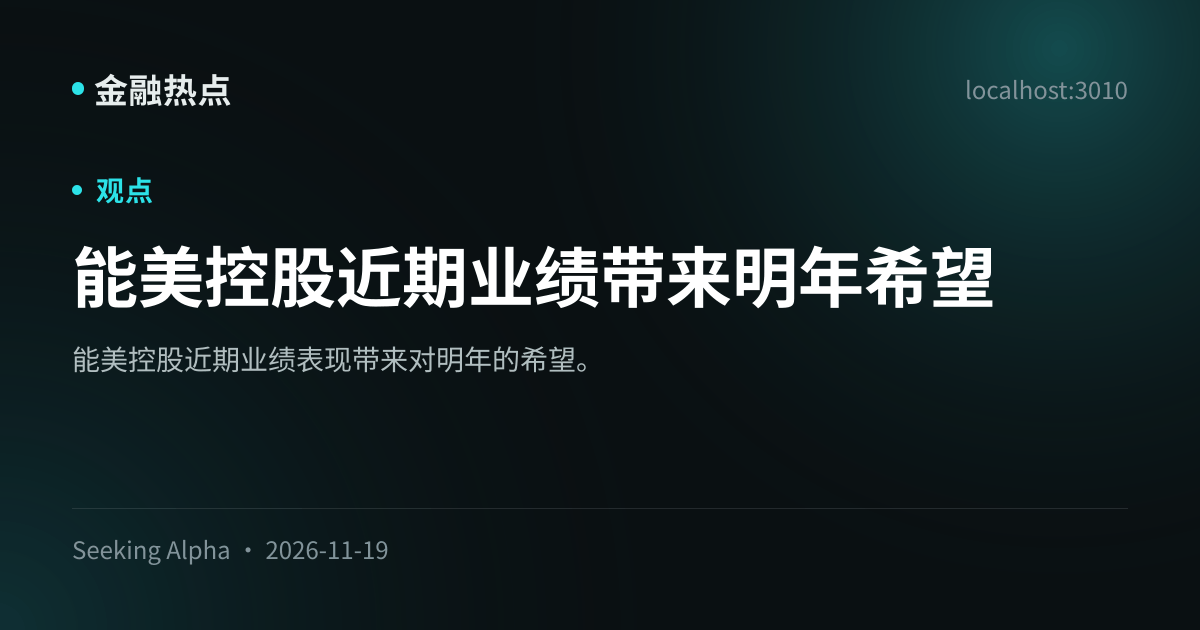 金融热点
localhost:3010
观点
能美控股近期业绩带来明年希望
能美控股近期业绩表现带来对明年的希望。
Seeking Alpha • 2026-11-19